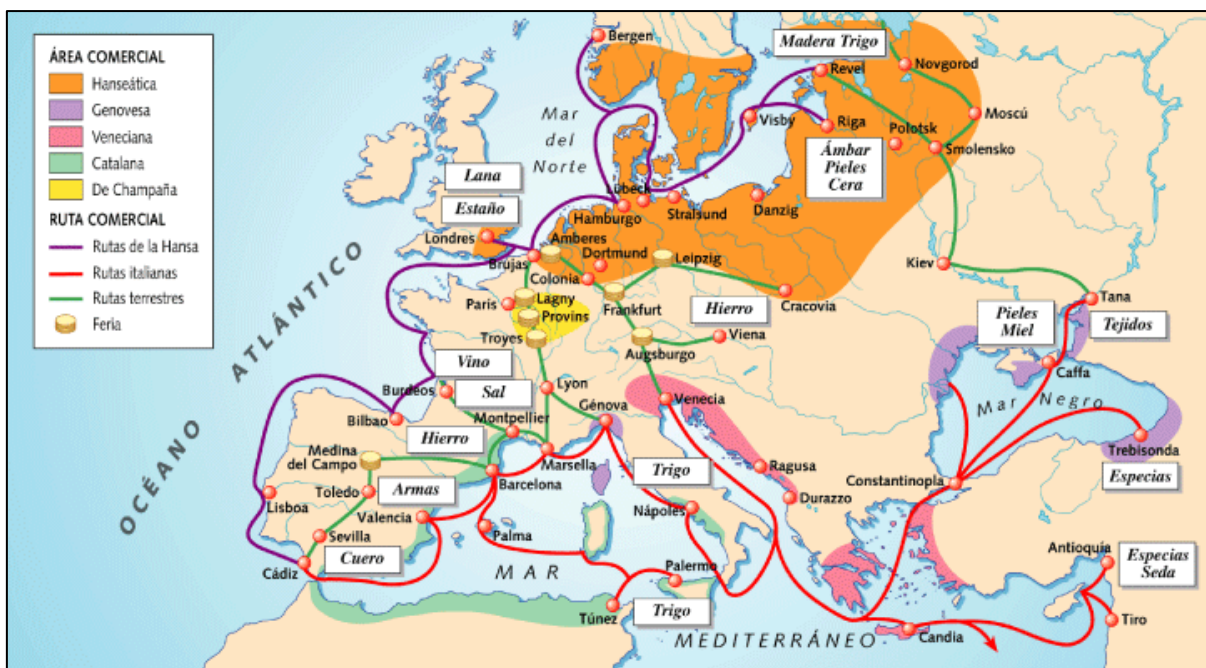 ÁREA COMERCIAL
Hanseática
Genovesa
Veneciana
Catalana
De Champaña
RUTA COMERCIAL
Rutas de la Hansa
Rutas italianas
Rutas terrestres
Feria
Bergen
Madera Trigo
Revel
Novgorod
Mar
del
Norte
Visby
Riga
Polotsk
Moscú
Smolensko
Ámbar
Pieles
Cera
Lana
Estaño
Lübeck
Hamburgo
Stralsund
Danzig
Londres
Amberes
Brujas
Dortmund
Colonia
Leipzig
Kiev
Cracovia
Tana
París
Lagny
Provins
Troyes
Frankfurt
Hierro
Viena
Augsburgo
Pieles
Miel
Tejidos
Caffa
Mar Negro
Trebisonda
Especias
OCÉANO ATLÁNTICO
Vino
Burdeos
Sal
Lyon
Bilbao
Montpellier
Génova
Venecia
Hierro
Marsella
Medina
del Campo
Barcelona
Toledo
Armas
Lisboa
Valencia
Sevilla
Cuero
Cádiz
Palma
Trigo
Nápoles
Ragusa
Durazzo
Constantinopla
Antioquía
Especias
Seda
Tiro
MAR
MEDITERRÁNEO
Palermo
Túnez
Trigo
Candia